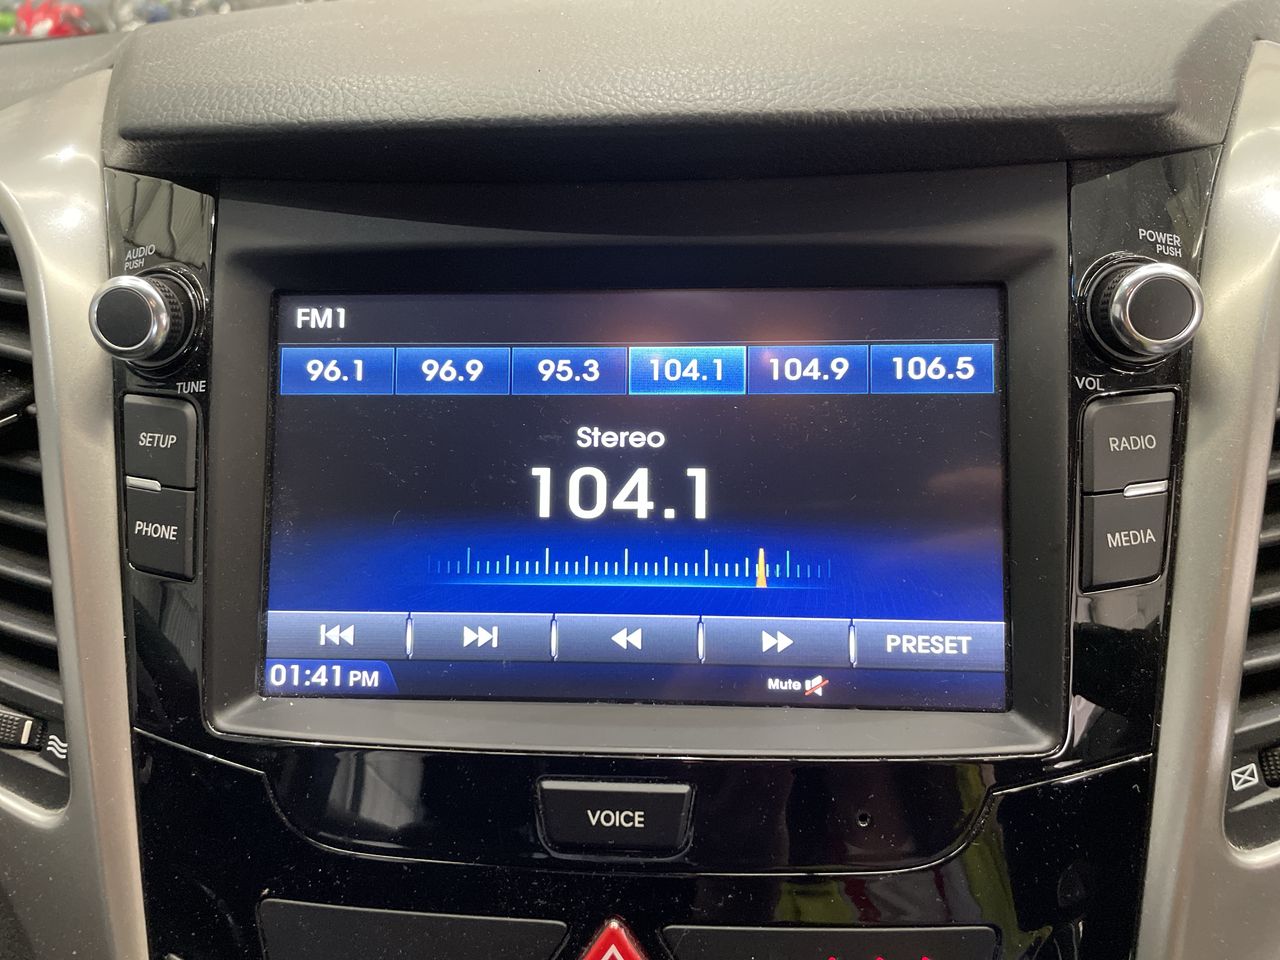 AUDIO
PUSH
POWER
PUSH
FM1
96.1 96.9 95.3 104.1 104.9 106.5
TUNE
VOL
Stereo
SETUP
RADIO
104.1
PHONE
MEDIA
PRESET
01:41 PM
Mute
VOICE